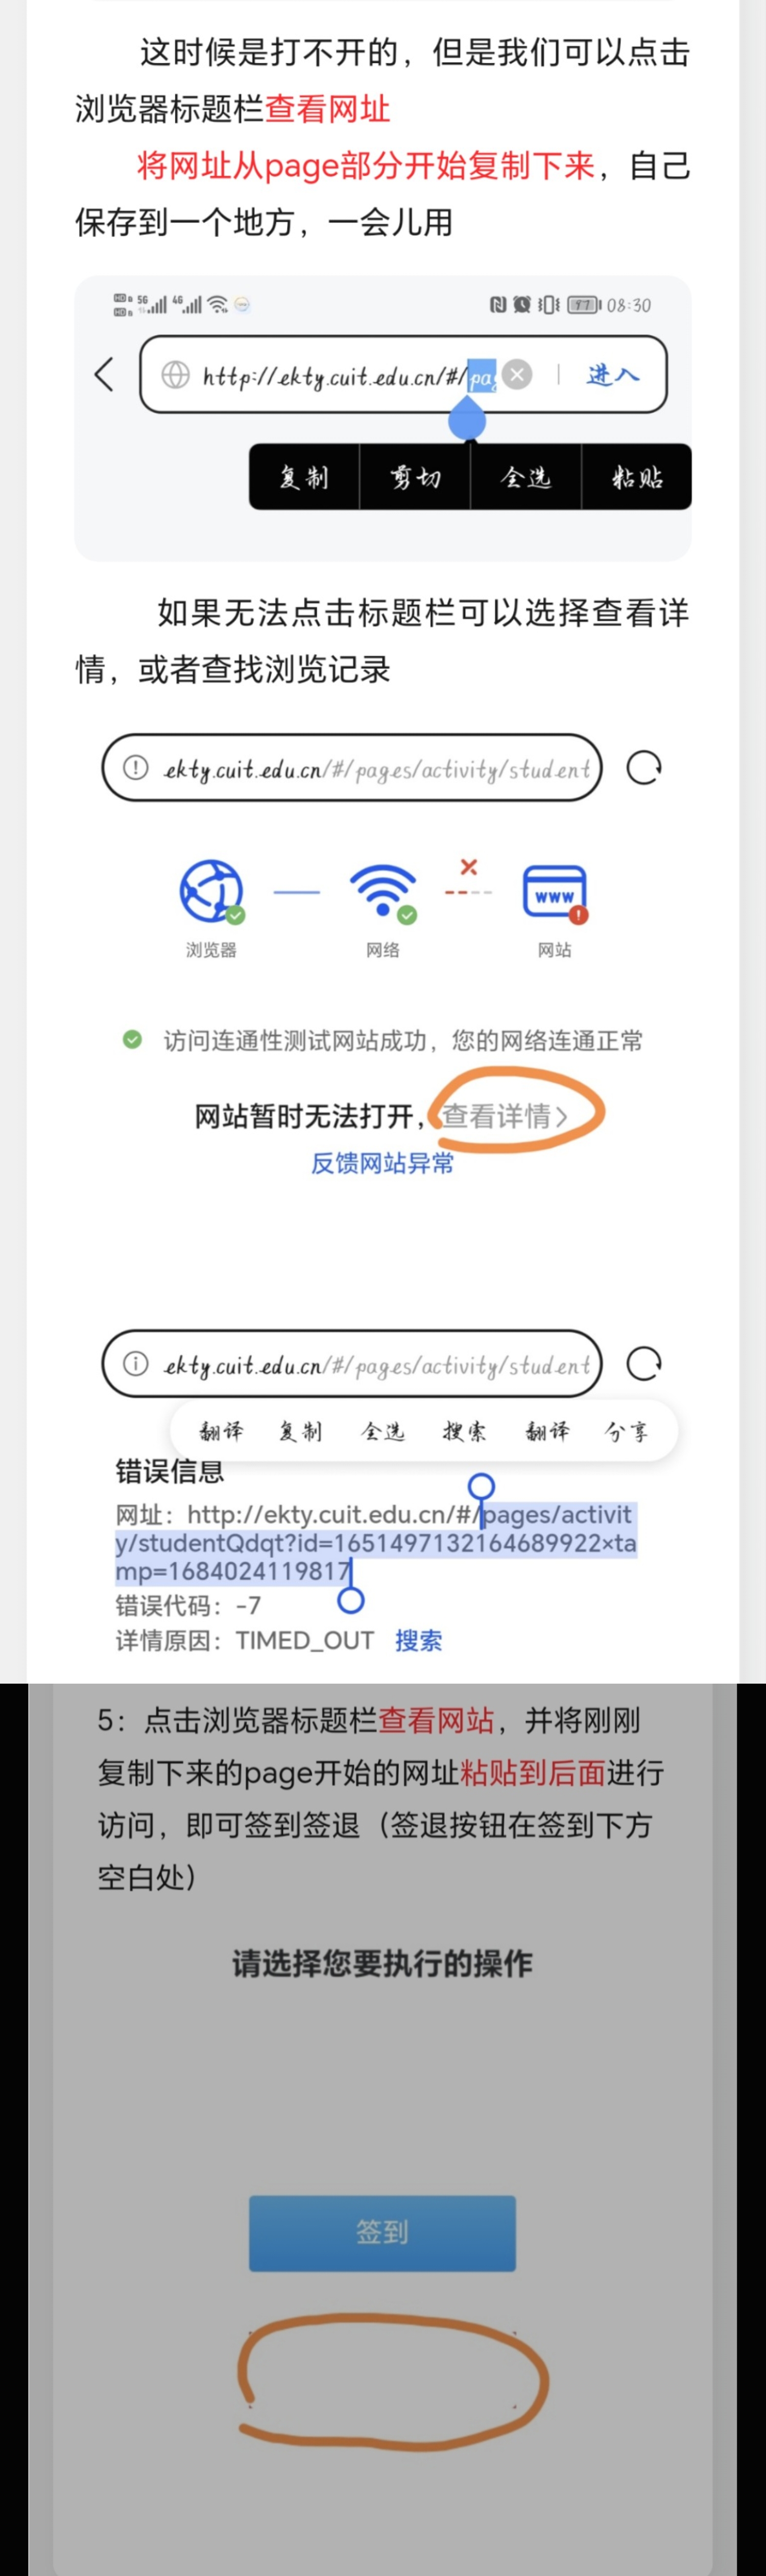 这时候是打不开的，但是我们可以点击
浏览器标题栏查看网址
将网址从page部分开始复制下来，自己
保存到一个地方，一会儿用
HD 5G 4G 77 08:30
http://ekty.cuit.edu.cn/#/pag 进入
复制 剪切 全选 粘贴
如果无法点击标题栏可以选择查看详
情，或者查找浏览记录
ekty.cuit.edu.cn/#/pages/activity/student
www
浏览器 网络 网站
访问连通性测试网站成功，您的网络连通正常
网站暂时无法打开，查看详情>
反馈网站异常
ekty.cuit.edu.cn/#/pages/activity/student
翻译 复制 全选 搜索 翻译 分享
错误信息
网址：http://ekty.cuit.edu.cn/#/pages/activit
y/studentQdqt?id=1651497132164689922×ta
mp=1684024119817
错误代码：-7
详情原因：TIMED_OUT 搜索
5：点击浏览器标题栏查看网站，并将刚刚
复制下来的page开始的网址粘贴到后面进行
访问，即可签到签退（签退按钮在签到下方
空白处）
请选择您要执行的操作
签到